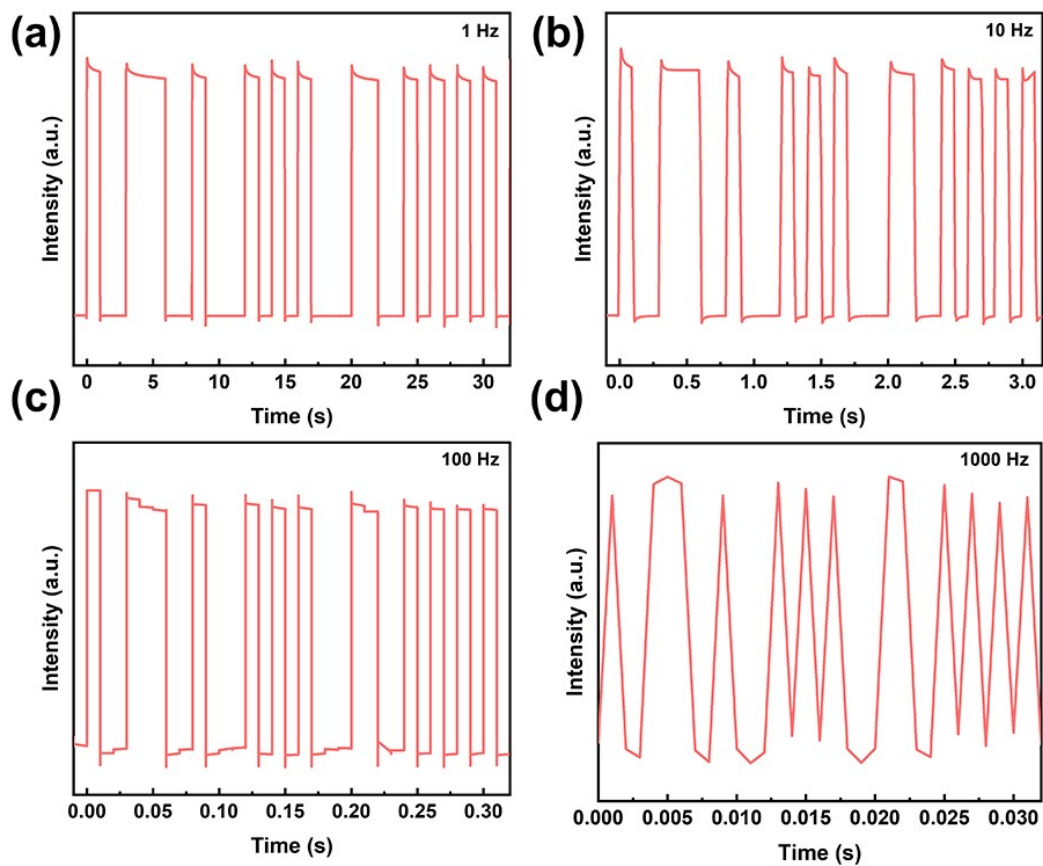 (a)
1 Hz
Intensity (a.u.)
0 5 10 15 20 25 30
Time (s)
(b)
10 Hz
Intensity (a.u.)
0.0 0.5 1.0 1.5 2.0 2.5 3.0
Time (s)
(c)
100 Hz
Intensity (a.u.)
0.00 0.05 0.10 0.15 0.20 0.25 0.30
Time (s)
(d)
1000 Hz
Intensity (a.u.)
0.000 0.005 0.010 0.015 0.020 0.025 0.030
Time (s)